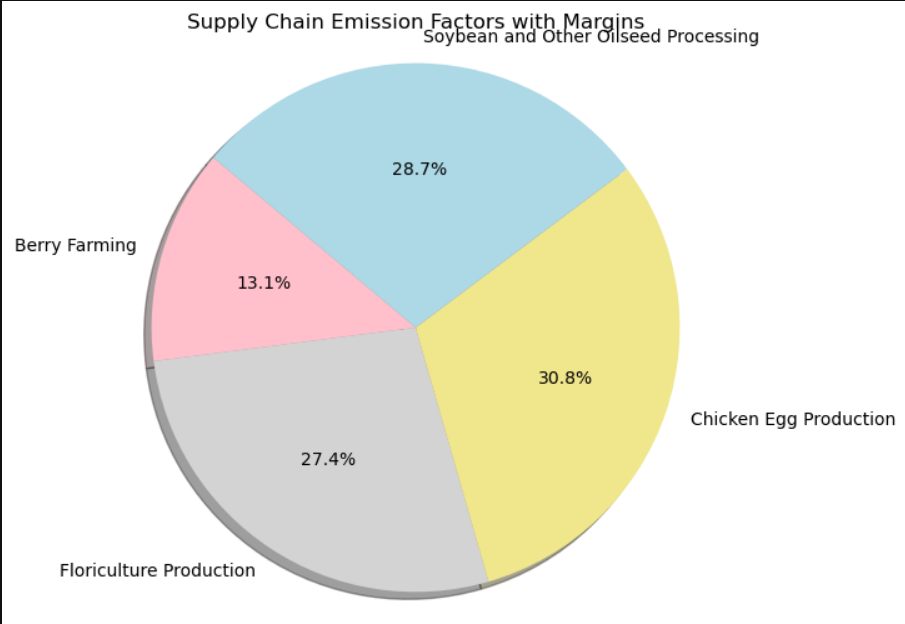 Supply Chain Emission Factors with Margins
Soybean and Other Oilseed Processing
28.7%
Berry Farming
13.1%
30.8%
Chicken Egg Production
27.4%
Floriculture Production